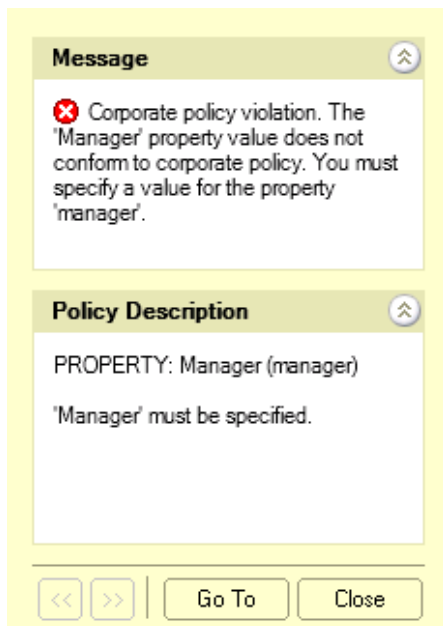 Message
Corporate policy violation. The
'Manager' property value does not
conform to corporate policy. You must
specify a value for the property
'manager'.
Policy Description
PROPERTY: Manager (manager)
'Manager' must be specified.
<< >> Go To Close